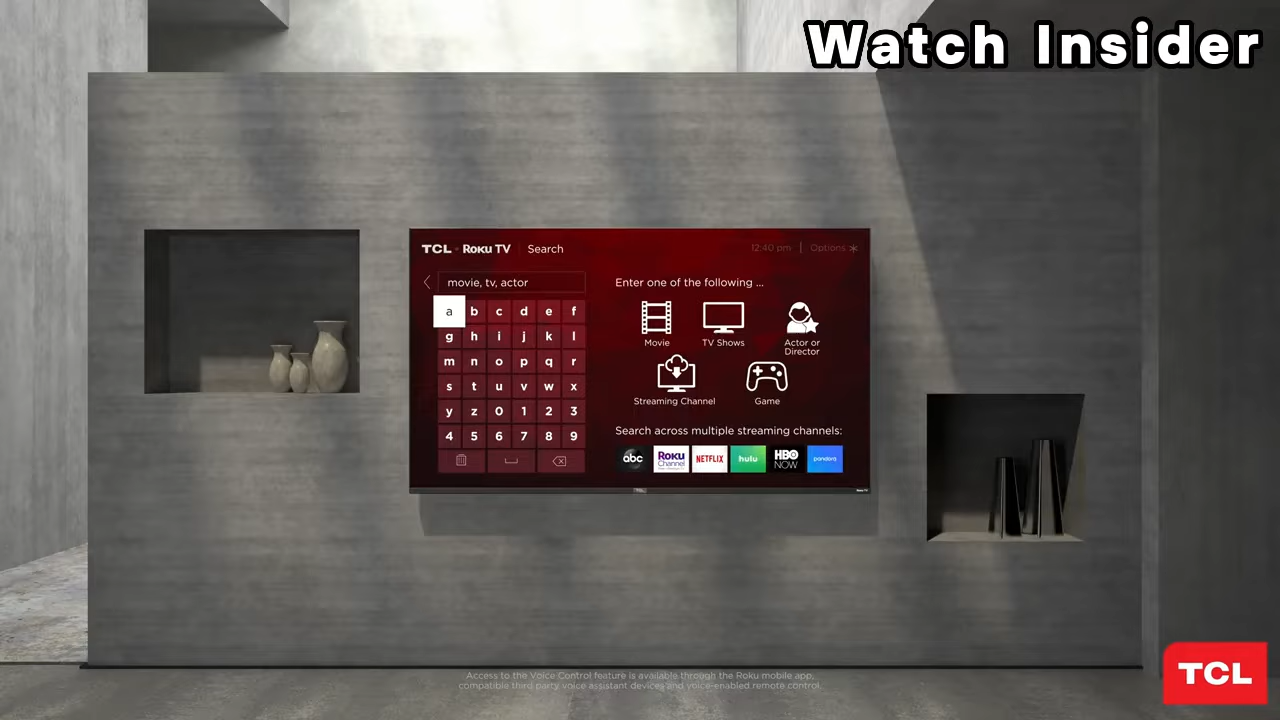 Watch Insider
TCL · Roku TV | Search
12:40 pm | Options
movie, tv, actor
a b c d e f
g h i j k l
m n o p q r
s t u v w x
y z 0 1 2 3
4 5 6 7 8 9
Enter one of the following ...
Movie
TV Shows
Actor or
Director
Streaming Channel
Game
Search across multiple streaming channels:
abc
Roku
Channel
NETFLIX
hulu
HBO
NOW
pandora
TCL
Roku TV
Access to the Voice Control feature is available through the Roku mobile app,
compatible third party voice assistant devices and voice-enabled remote control.
TCL